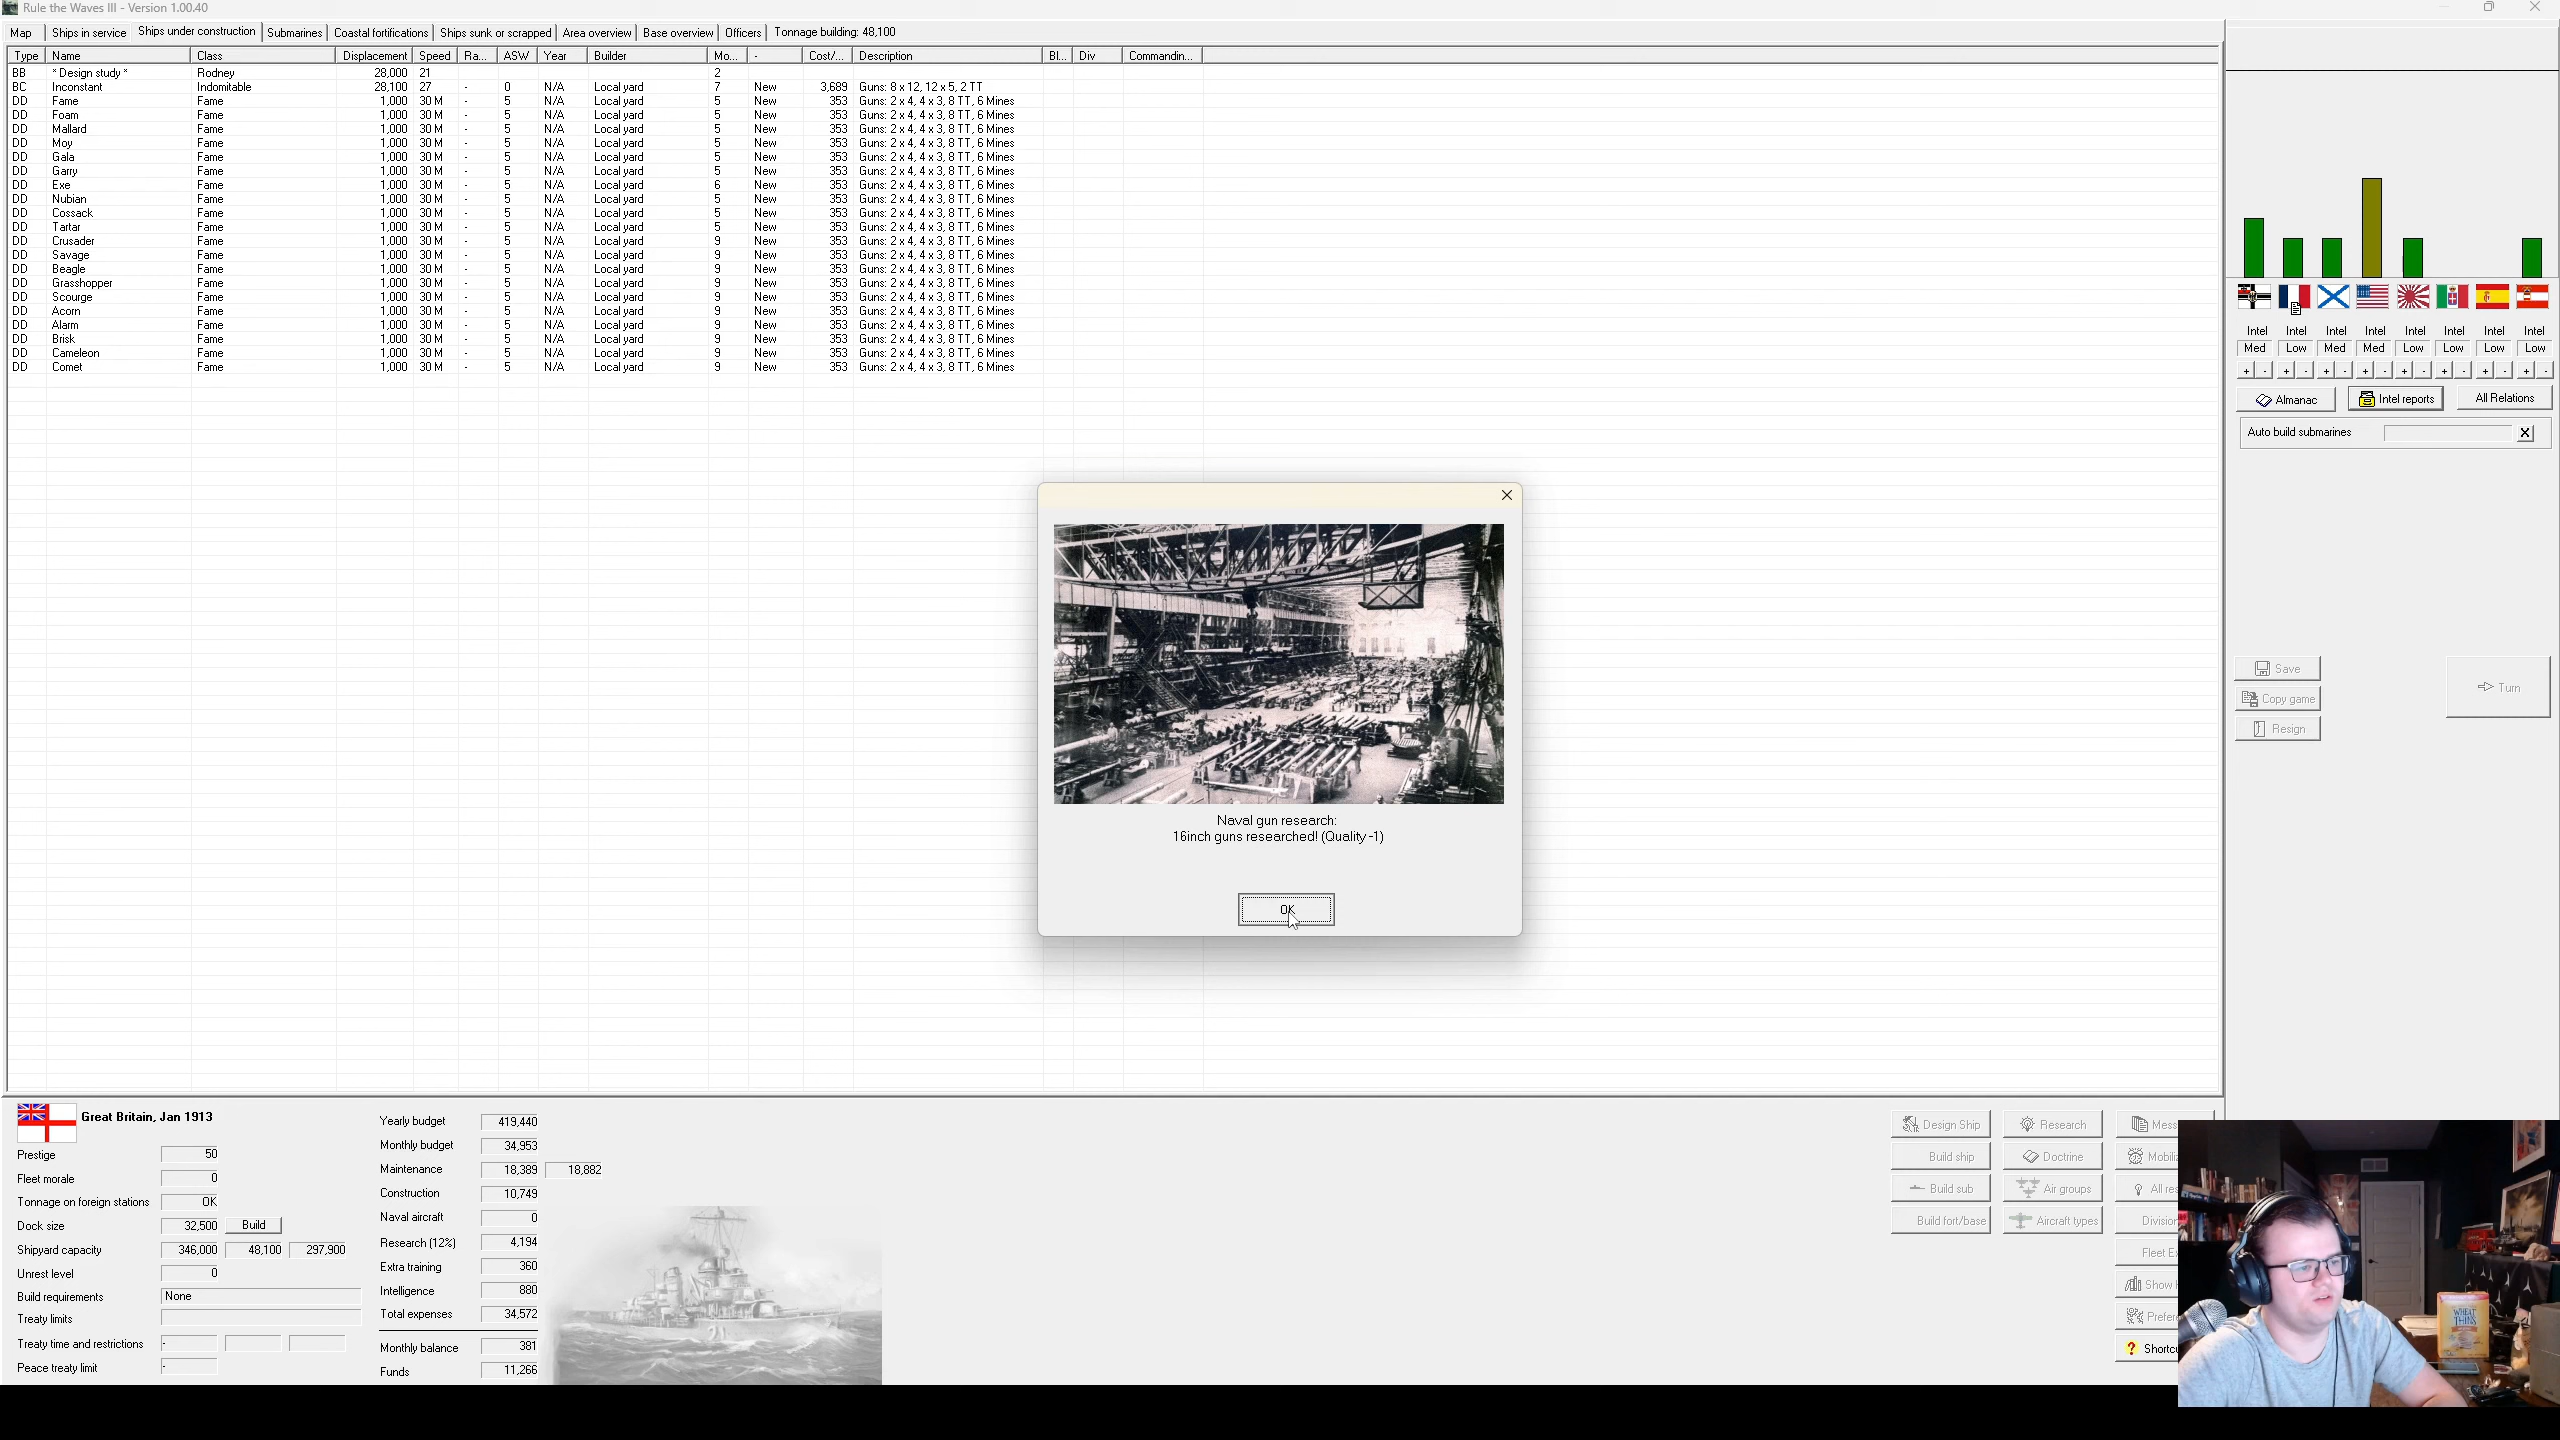 Rule the Waves III - Version 1.00.40
Map Ships in service Ships under construction Submarines Coastal fortifications Ships sunk or scrapped Area overview Base overview Officers Tonnage building: 48,100
Type Name Class Displacement Speed Ra... ASW Year Builder Mo... - Cost/... Description Bl... Div Commandin...
BB * Design study * Rodney 28,000 21 2
BC Inconstant Indomitable 28,100 27 - 0 N/A Local yard 7 New 3,689 Guns: 8 x 12, 12 x 5, 2 TT
DD Fame Fame 1,000 30 M - 5 N/A Local yard 5 New 353 Guns: 2 x 4, 4 x 3, 8 TT, 6 Mines
DD Foam Fame 1,000 30 M - 5 N/A Local yard 5 New 353 Guns: 2 x 4, 4 x 3, 8 TT, 6 Mines
DD Mallard Fame 1,000 30 M - 5 N/A Local yard 5 New 353 Guns: 2 x 4, 4 x 3, 8 TT, 6 Mines
DD Moy Fame 1,000 30 M - 5 N/A Local yard 5 New 353 Guns: 2 x 4, 4 x 3, 8 TT, 6 Mines
DD Gala Fame 1,000 30 M - 5 N/A Local yard 5 New 353 Guns: 2 x 4, 4 x 3, 8 TT, 6 Mines
DD Garry Fame 1,000 30 M - 5 N/A Local yard 5 New 353 Guns: 2 x 4, 4 x 3, 8 TT, 6 Mines
DD Exe Fame 1,000 30 M - 5 N/A Local yard 6 New 353 Guns: 2 x 4, 4 x 3, 8 TT, 6 Mines
DD Nubian Fame 1,000 30 M - 5 N/A Local yard 5 New 353 Guns: 2 x 4, 4 x 3, 8 TT, 6 Mines
DD Cossack Fame 1,000 30 M - 5 N/A Local yard 5 New 353 Guns: 2 x 4, 4 x 3, 8 TT, 6 Mines
DD Tartar Fame 1,000 30 M - 5 N/A Local yard 5 New 353 Guns: 2 x 4, 4 x 3, 8 TT, 6 Mines
DD Crusader Fame 1,000 30 M - 5 N/A Local yard 9 New 353 Guns: 2 x 4, 4 x 3, 8 TT, 6 Mines
DD Savage Fame 1,000 30 M - 5 N/A Local yard 9 New 353 Guns: 2 x 4, 4 x 3, 8 TT, 6 Mines
DD Beagle Fame 1,000 30 M - 5 N/A Local yard 9 New 353 Guns: 2 x 4, 4 x 3, 8 TT, 6 Mines
DD Grasshopper Fame 1,000 30 M - 5 N/A Local yard 9 New 353 Guns: 2 x 4, 4 x 3, 8 TT, 6 Mines
DD Scourge Fame 1,000 30 M - 5 N/A Local yard 9 New 353 Guns: 2 x 4, 4 x 3, 8 TT, 6 Mines
DD Acorn Fame 1,000 30 M - 5 N/A Local yard 9 New 353 Guns: 2 x 4, 4 x 3, 8 TT, 6 Mines
DD Alarm Fame 1,000 30 M - 5 N/A Local yard 9 New 353 Guns: 2 x 4, 4 x 3, 8 TT, 6 Mines
DD Brisk Fame 1,000 30 M - 5 N/A Local yard 9 New 353 Guns: 2 x 4, 4 x 3, 8 TT, 6 Mines
DD Cameleon Fame 1,000 30 M - 5 N/A Local yard 9 New 353 Guns: 2 x 4, 4 x 3, 8 TT, 6 Mines
DD Comet Fame 1,000 30 M - 5 N/A Local yard 9 New 353 Guns: 2 x 4, 4 x 3, 8 TT, 6 Mines
Intel Intel Intel Intel Intel Intel Intel Intel
Med Low Med Med Low Low Low Low
+ - + - + - + - + - + - + - + -
Almanac Intel reports All Relations
Auto build submarines X
Naval gun research:
16inch guns researched! (Quality -1)
OK
Save
Copy game
Resign
Turn
Great Britain, Jan 1913
Prestige 50
Fleet morale 0
Tonnage on foreign stations OK
Dock size 32,500 Build
Shipyard capacity 346,000 48,100 297,900
Unrest level 0
Build requirements None
Treaty limits
Treaty time and restrictions -
Peace treaty limit -
Yearly budget 419,440
Monthly budget 34,953
Maintenance 18,389 18,882
Construction 10,749
Naval aircraft 0
Research (12%) 4,194
Extra training 360
Intelligence 880
Total expenses 34,572
Monthly balance 381
Funds 11,266
Design Ship Research Mess
Build ship Doctrine Mobiliz
Build sub Air groups All res
Build fort/base Aircraft types Division
Fleet Ex
Show
Prefer
? Shortcu
WHEAT THINS